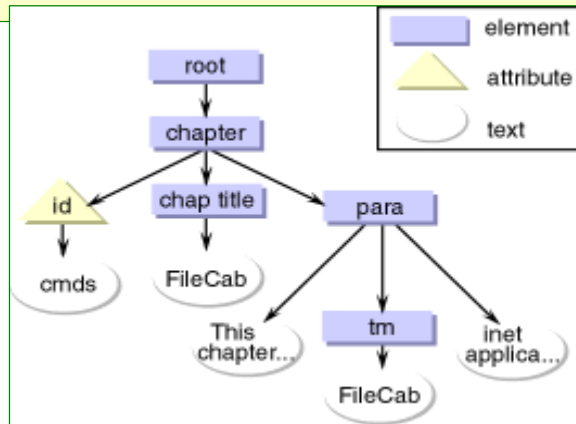 element
attribute
text
root
chapter
id
chap title
para
cmds
FileCab
This
chapter...
tm
inet
applica...
FileCab